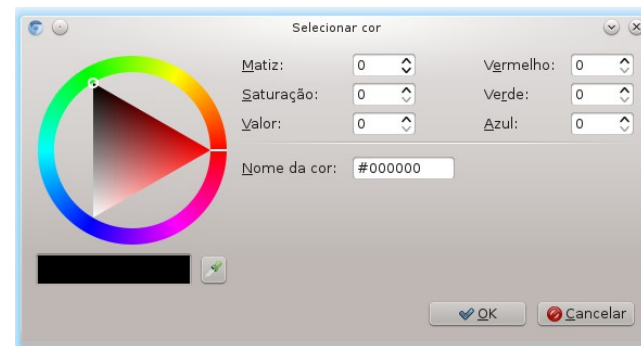 Selecionar cor
Matiz: 0 Vermelho: 0
Saturação: 0 Verde: 0
Valor: 0 Azul: 0
Nome da cor: #000000
OK Cancelar